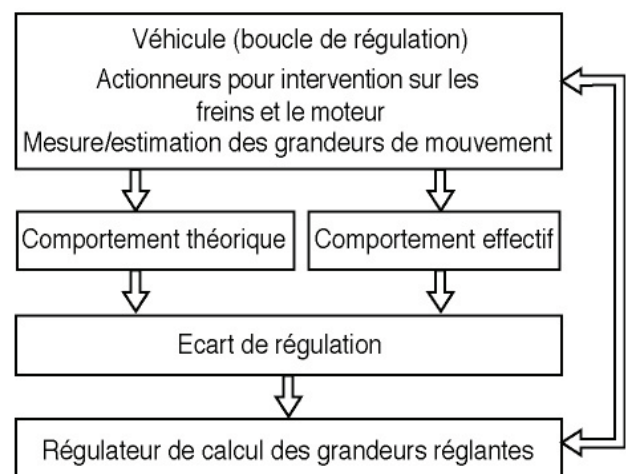 Véhicule (boucle de régulation)
Actionneurs pour intervention sur les
freins et le moteur
Mesure/estimation des grandeurs de mouvement
Comportement théorique
Comportement effectif
Ecart de régulation
Régulateur de calcul des grandeurs réglantes